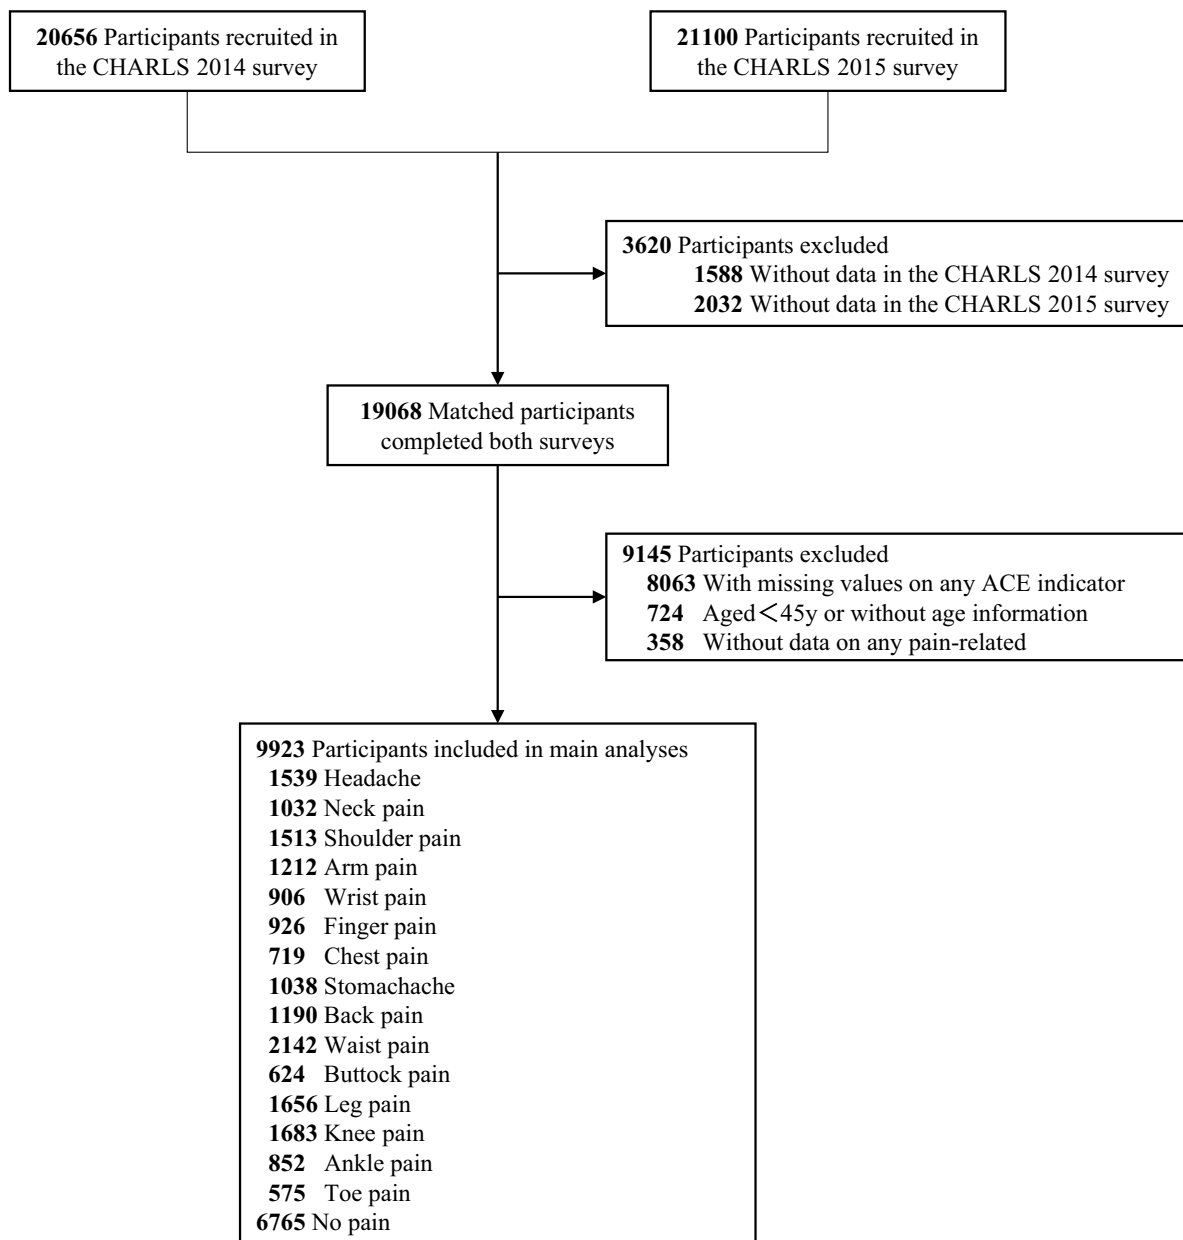 20656 Participants recruited in
the CHARLS 2014 survey
21100 Participants recruited in
the CHARLS 2015 survey
3620 Participants excluded
1588 Without data in the CHARLS 2014 survey
2032 Without data in the CHARLS 2015 survey
19068 Matched participants
completed both surveys
9145 Participants excluded
8063 With missing values on any ACE indicator
724 Aged<45y or without age information
358 Without data on any pain-related
9923 Participants included in main analyses
1539 Headache
1032 Neck pain
1513 Shoulder pain
1212 Arm pain
906 Wrist pain
926 Finger pain
719 Chest pain
1038 Stomachache
1190 Back pain
2142 Waist pain
624 Buttock pain
1656 Leg pain
1683 Knee pain
852 Ankle pain
575 Toe pain
6765 No pain